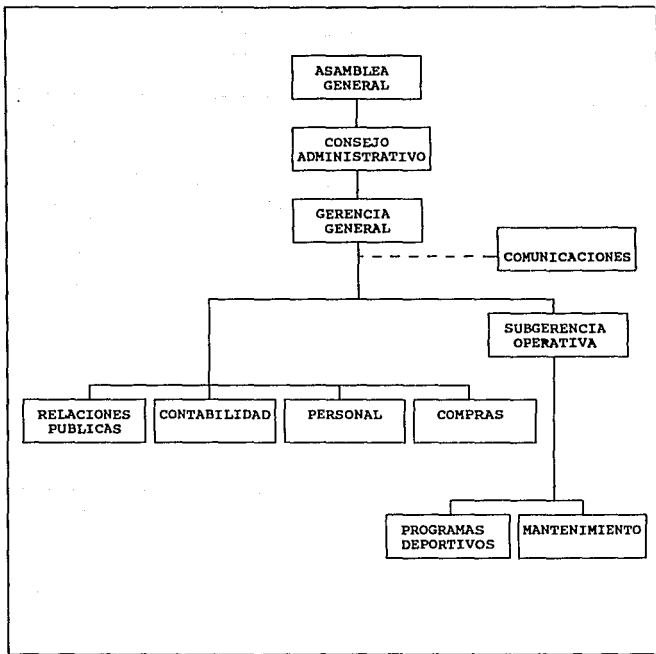 ASAMBLEA
GENERAL
CONSEJO
ADMINISTRATIVO
GERENCIA
GENERAL
COMUNICACIONES
SUBGERENCIA
OPERATIVA
RELACIONES
PUBLICAS
CONTABILIDAD
PERSONAL
COMPRAS
PROGRAMAS
DEPORTIVOS
MANTENIMIENTO